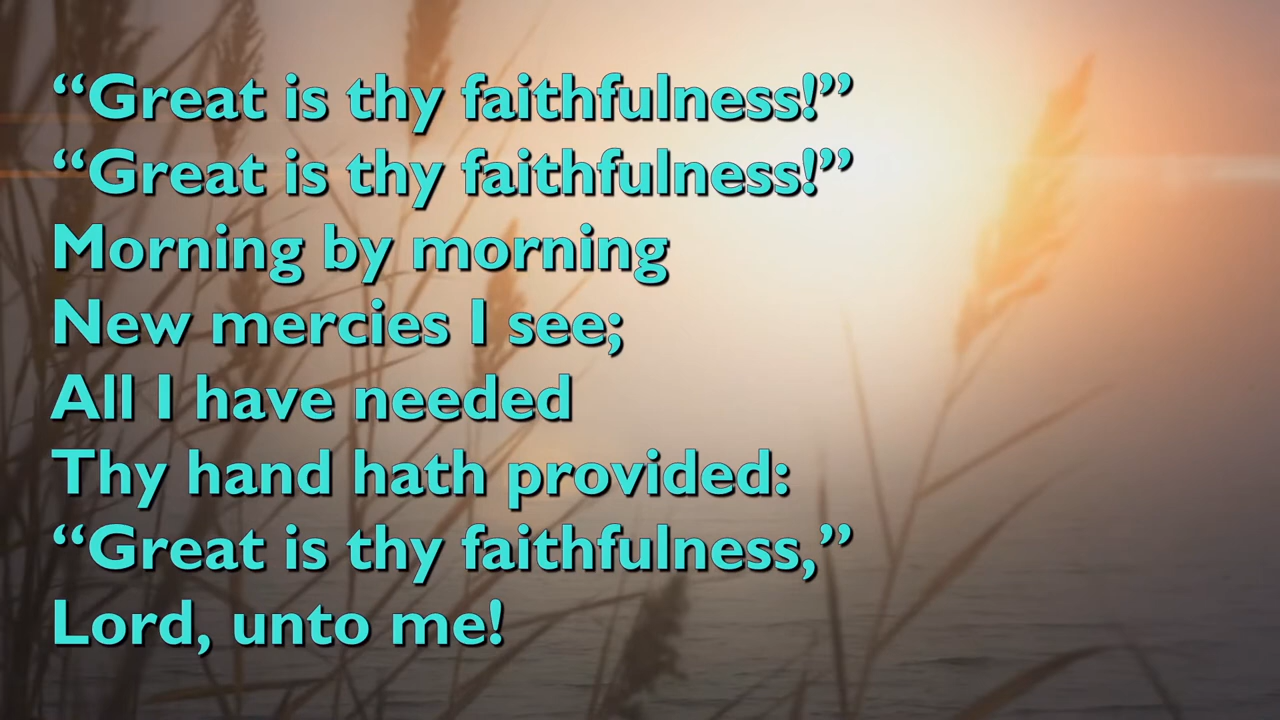 “Great is thy faithfulness!”
“Great is thy faithfulness!”
Morning by morning
New mercies I see;
All I have needed
Thy hand hath provided:
“Great is thy faithfulness,”
Lord, unto me!